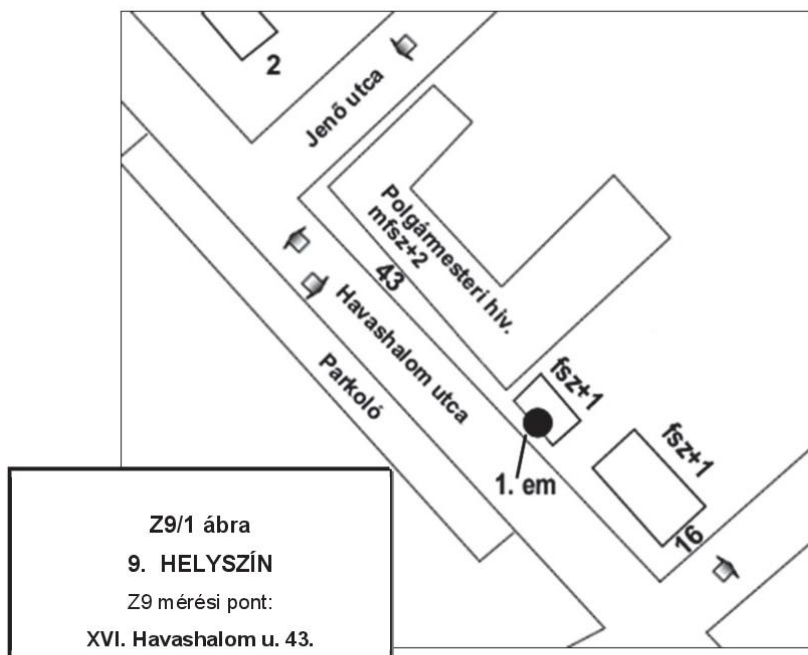 2
Jenő utca
Polgármesteri hiv.
mfsz+2
43
Havashalom utca
Parkoló
fsz+1
1. em
fsz+1
16
Z9/1 ábra
9. HELYSZÍN
Z9 mérési pont:
XVI. Havashalom u. 43.